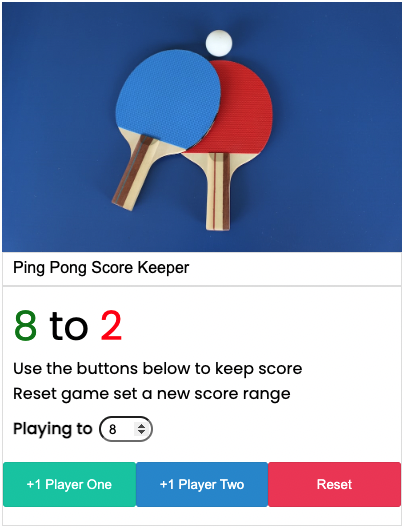 Ping Pong Score Keeper
8 to 2
Use the buttons below to keep score
Reset game set a new score range
Playing to 8
+1 Player One +1 Player Two Reset